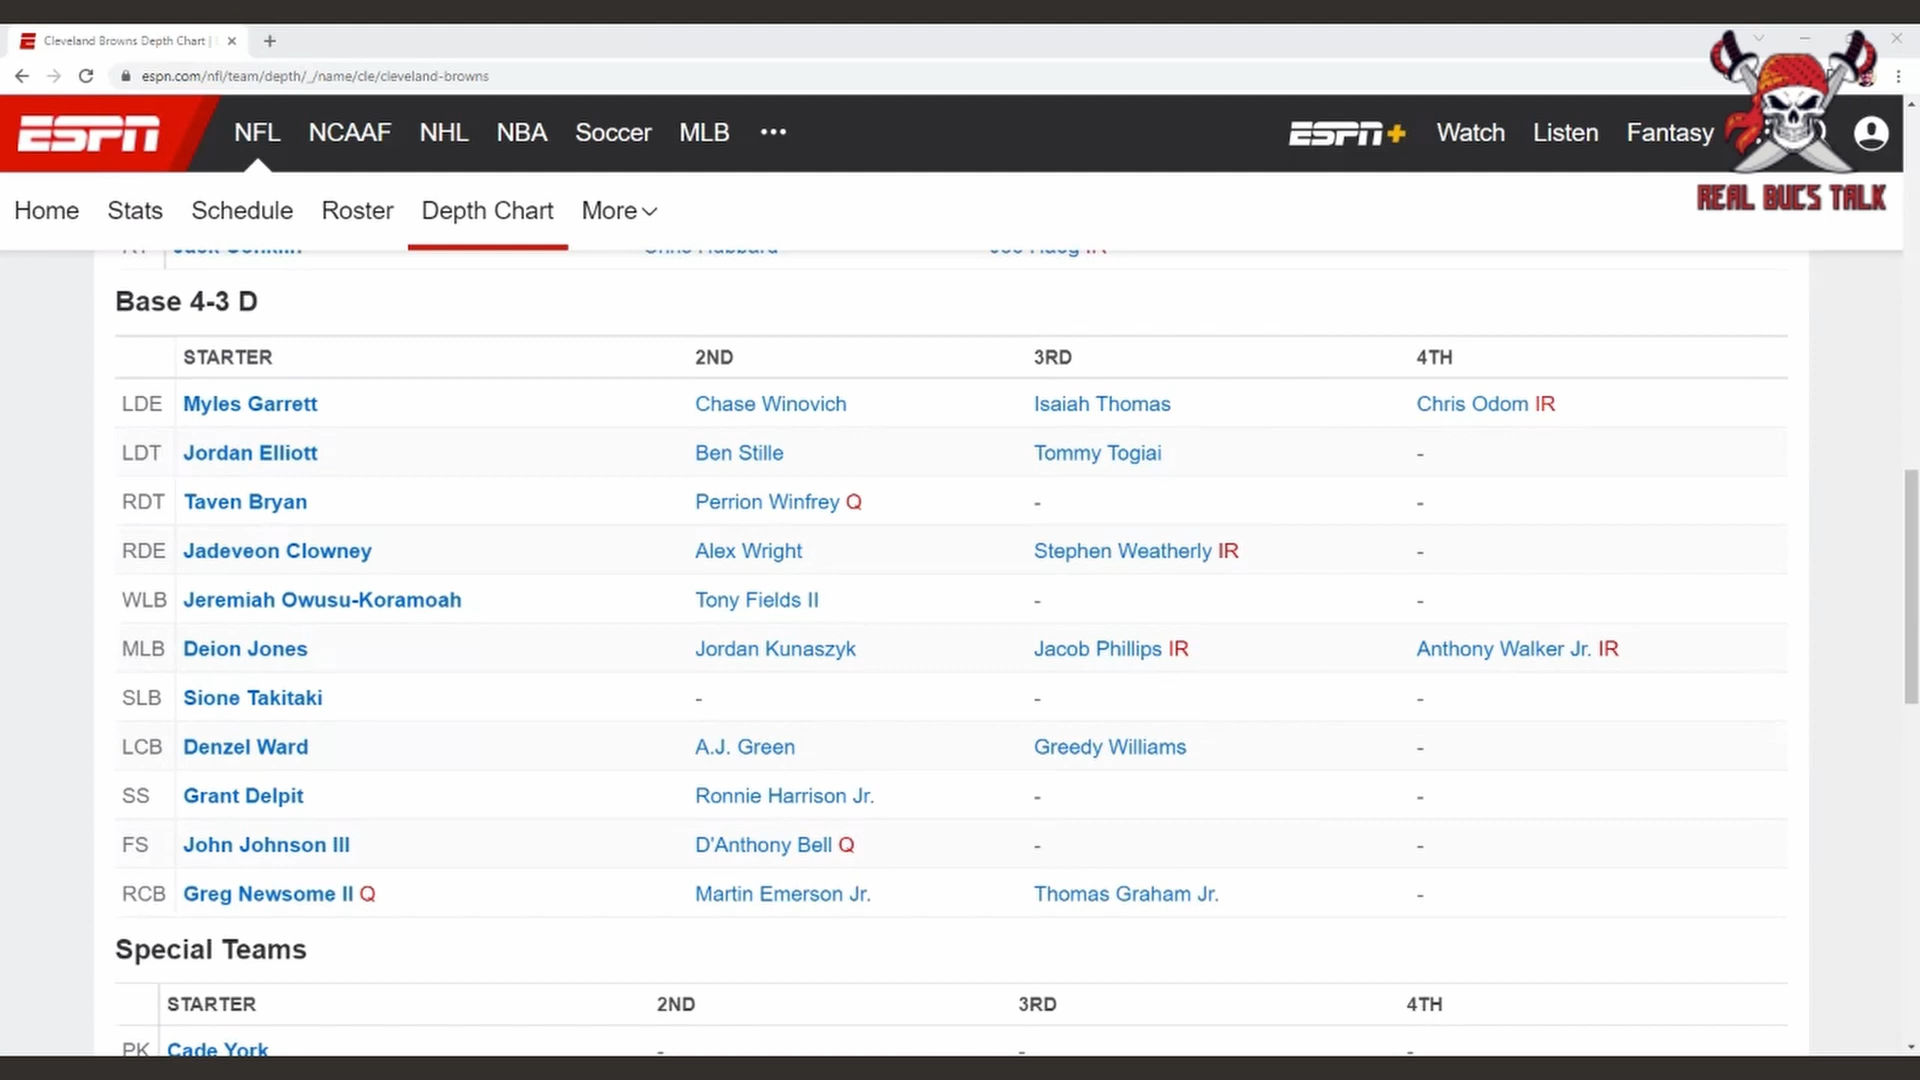 Cleveland Browns Depth Chart |
espn.com/nfl/team/depth/_/name/cle/cleveland-browns
ESPN NFL NCAAF NHL NBA Soccer MLB ••• ESPN+ Watch Listen Fantasy
Home Stats Schedule Roster Depth Chart More
REAL BUCS TALK
Base 4-3 D
STARTER 2ND 3RD 4TH
LDE Myles Garrett Chase Winovich Isaiah Thomas Chris Odom IR
LDT Jordan Elliott Ben Stille Tommy Togiai -
RDT Taven Bryan Perrion Winfrey Q - -
RDE Jadeveon Clowney Alex Wright Stephen Weatherly IR -
WLB Jeremiah Owusu-Koramoah Tony Fields II - -
MLB Deion Jones Jordan Kunaszyk Jacob Phillips IR Anthony Walker Jr. IR
SLB Sione Takitaki - - -
LCB Denzel Ward A.J. Green Greedy Williams -
SS Grant Delpit Ronnie Harrison Jr. - -
FS John Johnson III D'Anthony Bell Q - -
RCB Greg Newsome II Q Martin Emerson Jr. Thomas Graham Jr. -
Special Teams
STARTER 2ND 3RD 4TH
PK Cade York - - -